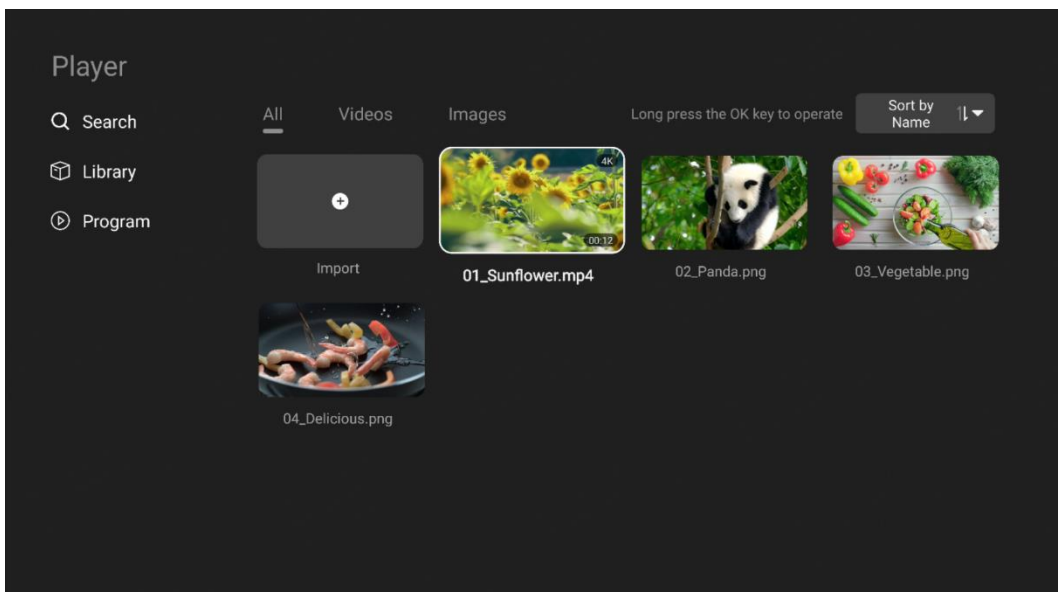 Player
Search
Library
Program
All
Videos
Images
Long press the OK key to operate
Sort by
Name
4K
00:12
Import
01_Sunflower.mp4
02_Panda.png
03_Vegetable.png
04_Delicious.png